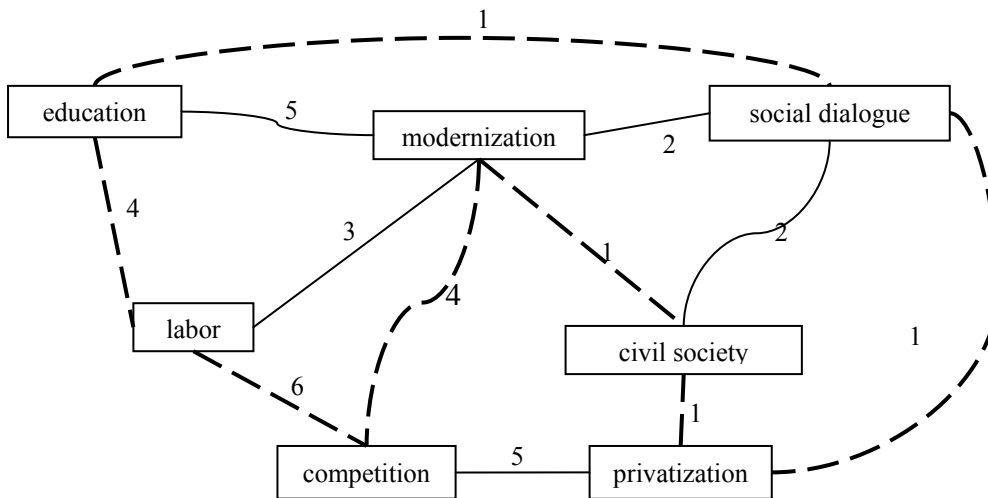 1
education
5
modernization
social dialogue
2
4
3
1
4
2
labor
civil society
1
6
1
competition
5
privatization